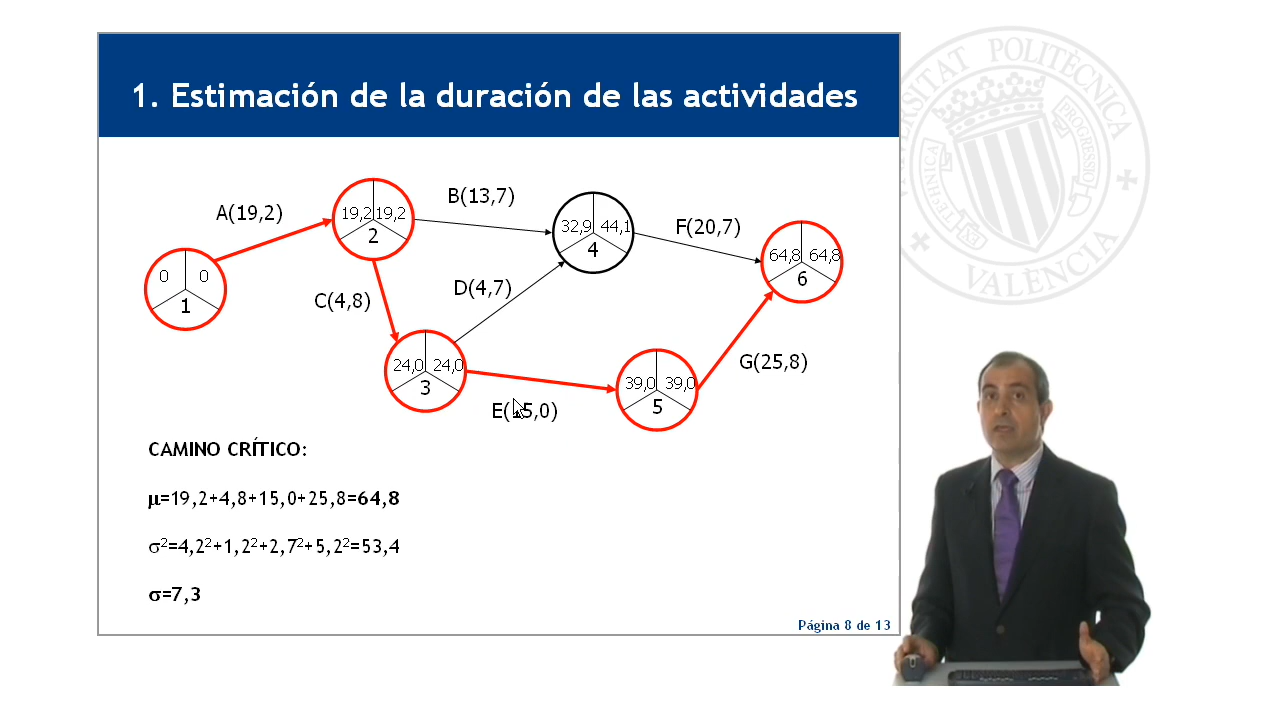 1. Estimación de la duración de las actividades
UNIVERSITAT POLITÈCNICA
VALENCIA
TECHNICA
PROGRESSIO
A(19,2)
B(13,7)
F(20,7)
C(4,8)
D(4,7)
E(15,0)
G(25,8)
0 0
1
19,2 19,2
2
32,9 44,1
4
64,8 64,8
6
24,0 24,0
3
39,0 39,0
5
CAMINO CRÍTICO:
μ=19,2+4,8+15,0+25,8=64,8
σ²=4,2²+1,2²+2,7²+5,2²=53,4
σ=7,3
Página 8 de 13